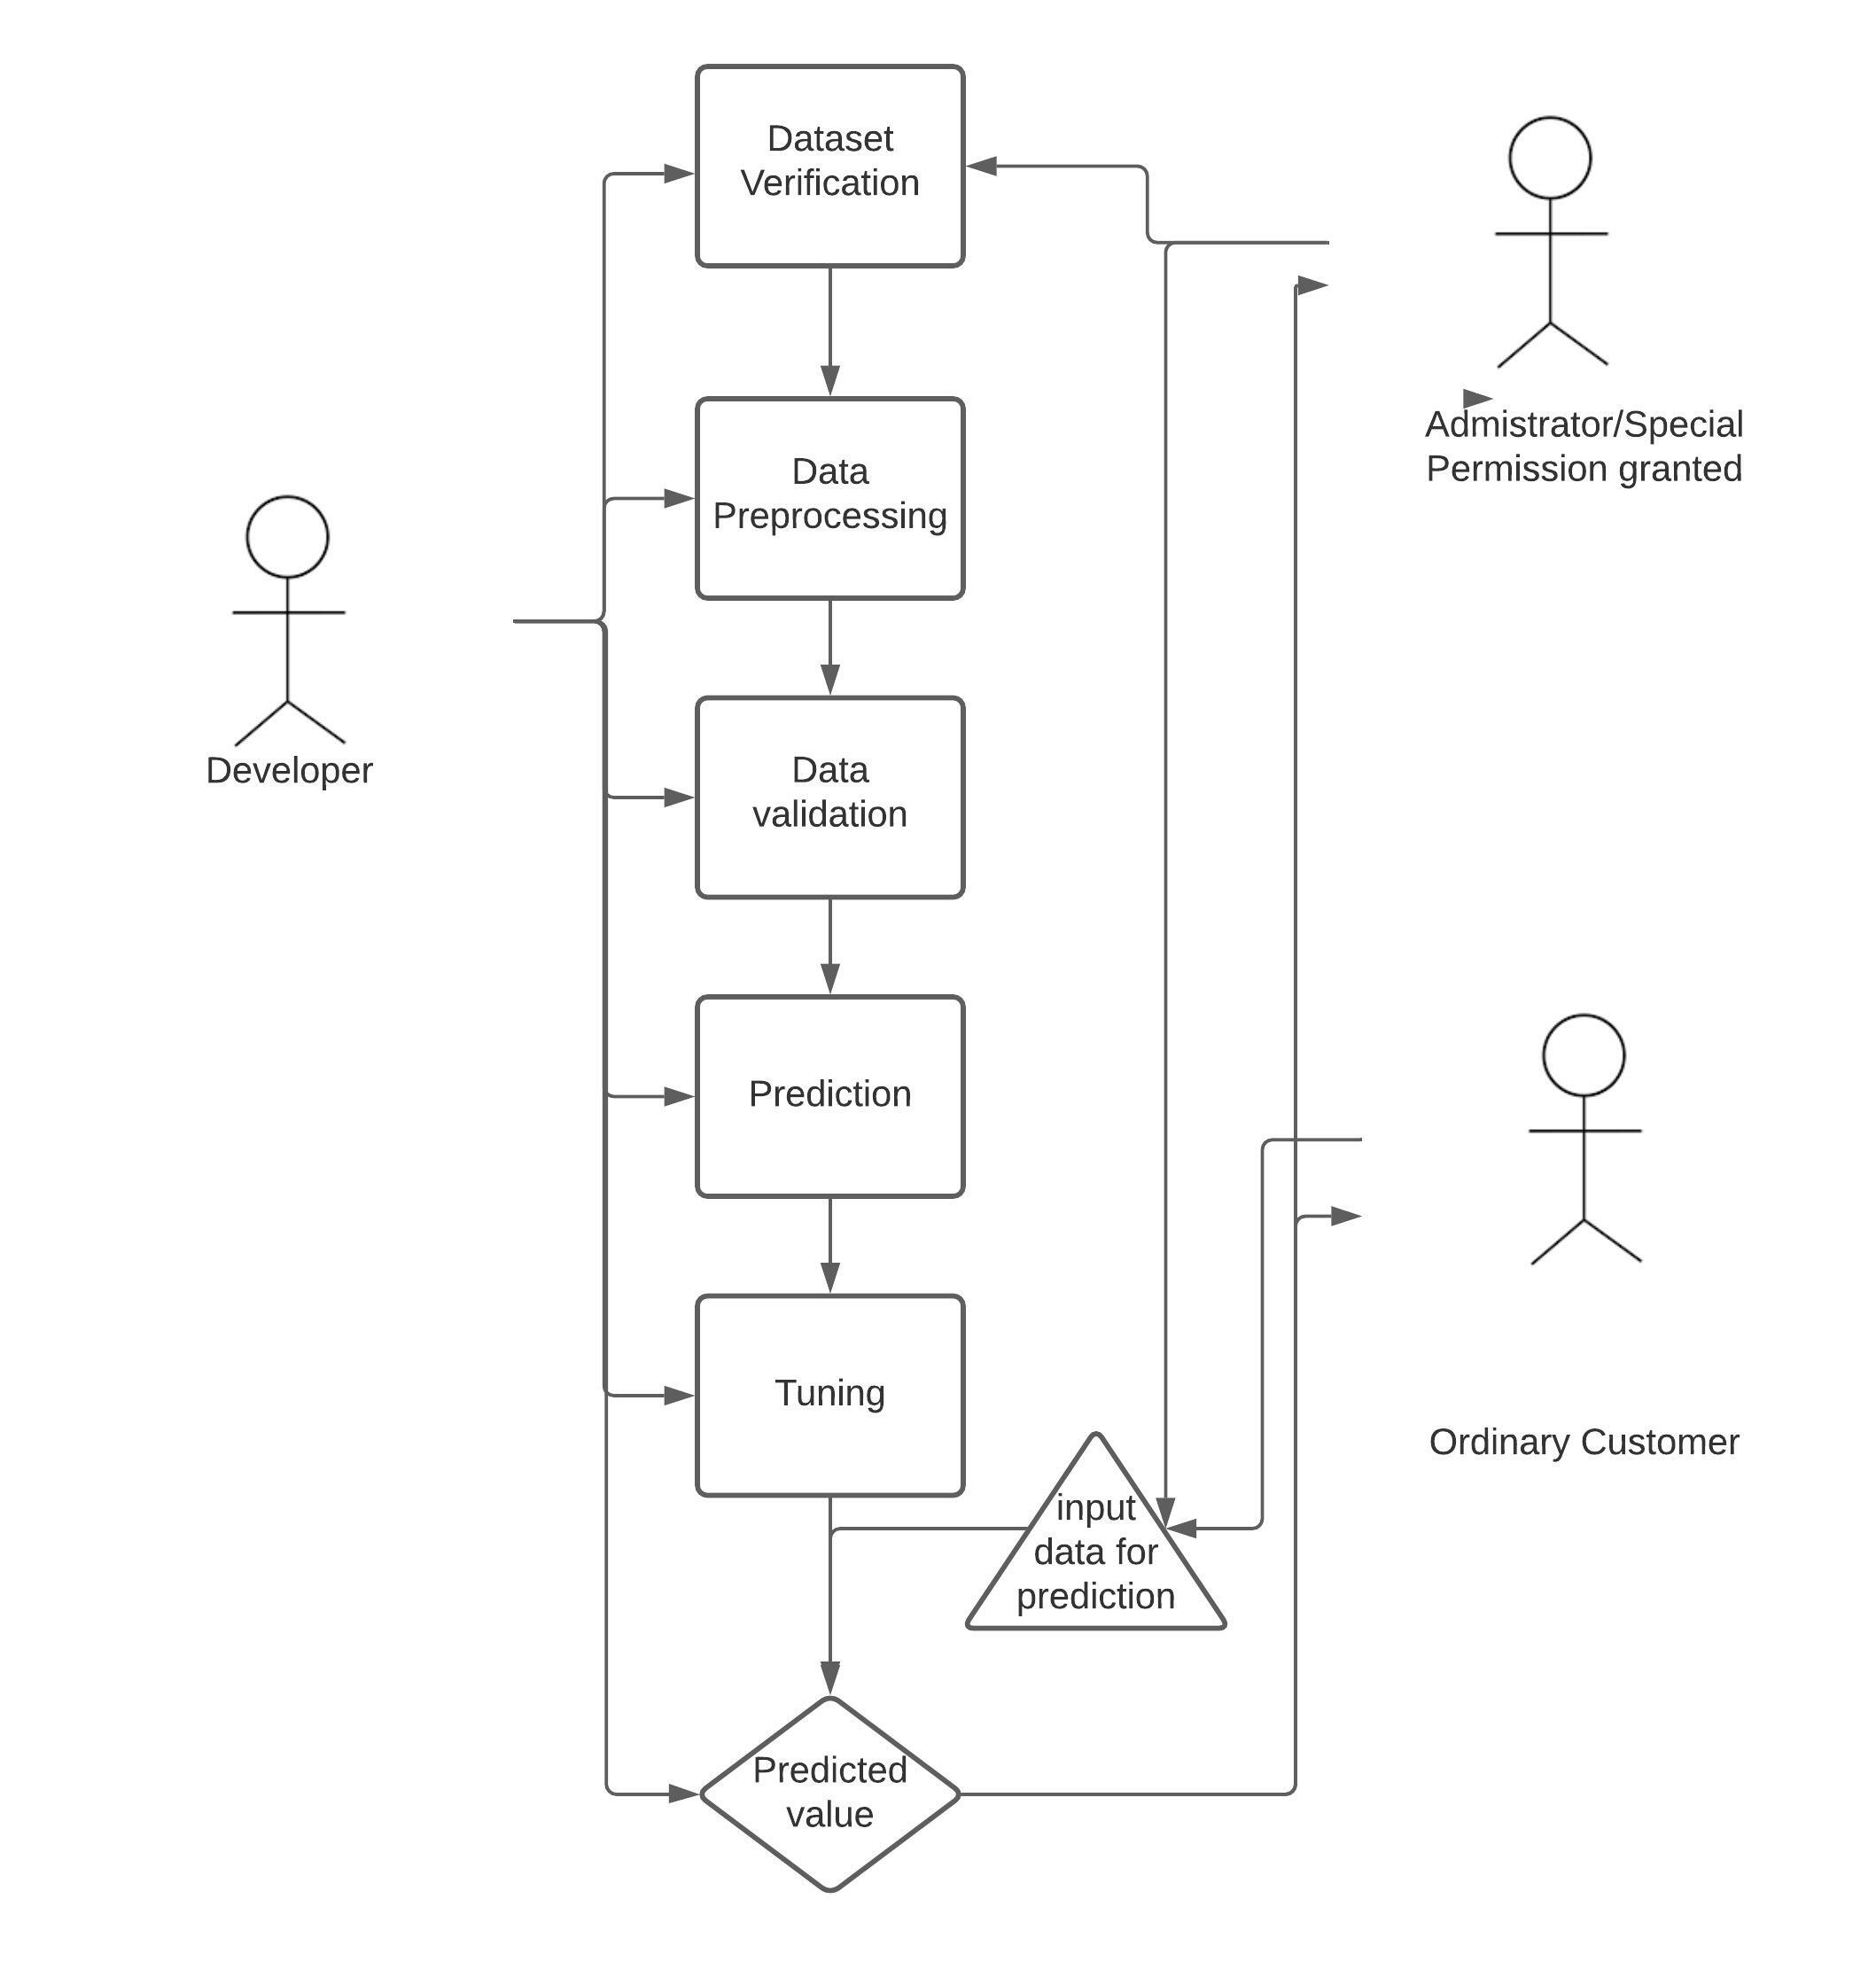 Dataset
Verification
Admistrator/Special
Permission granted
Data
Preprocessing
Developer
Data
validation
Prediction
Tuning
Ordinary Customer
input
data for
prediction
Predicted
value